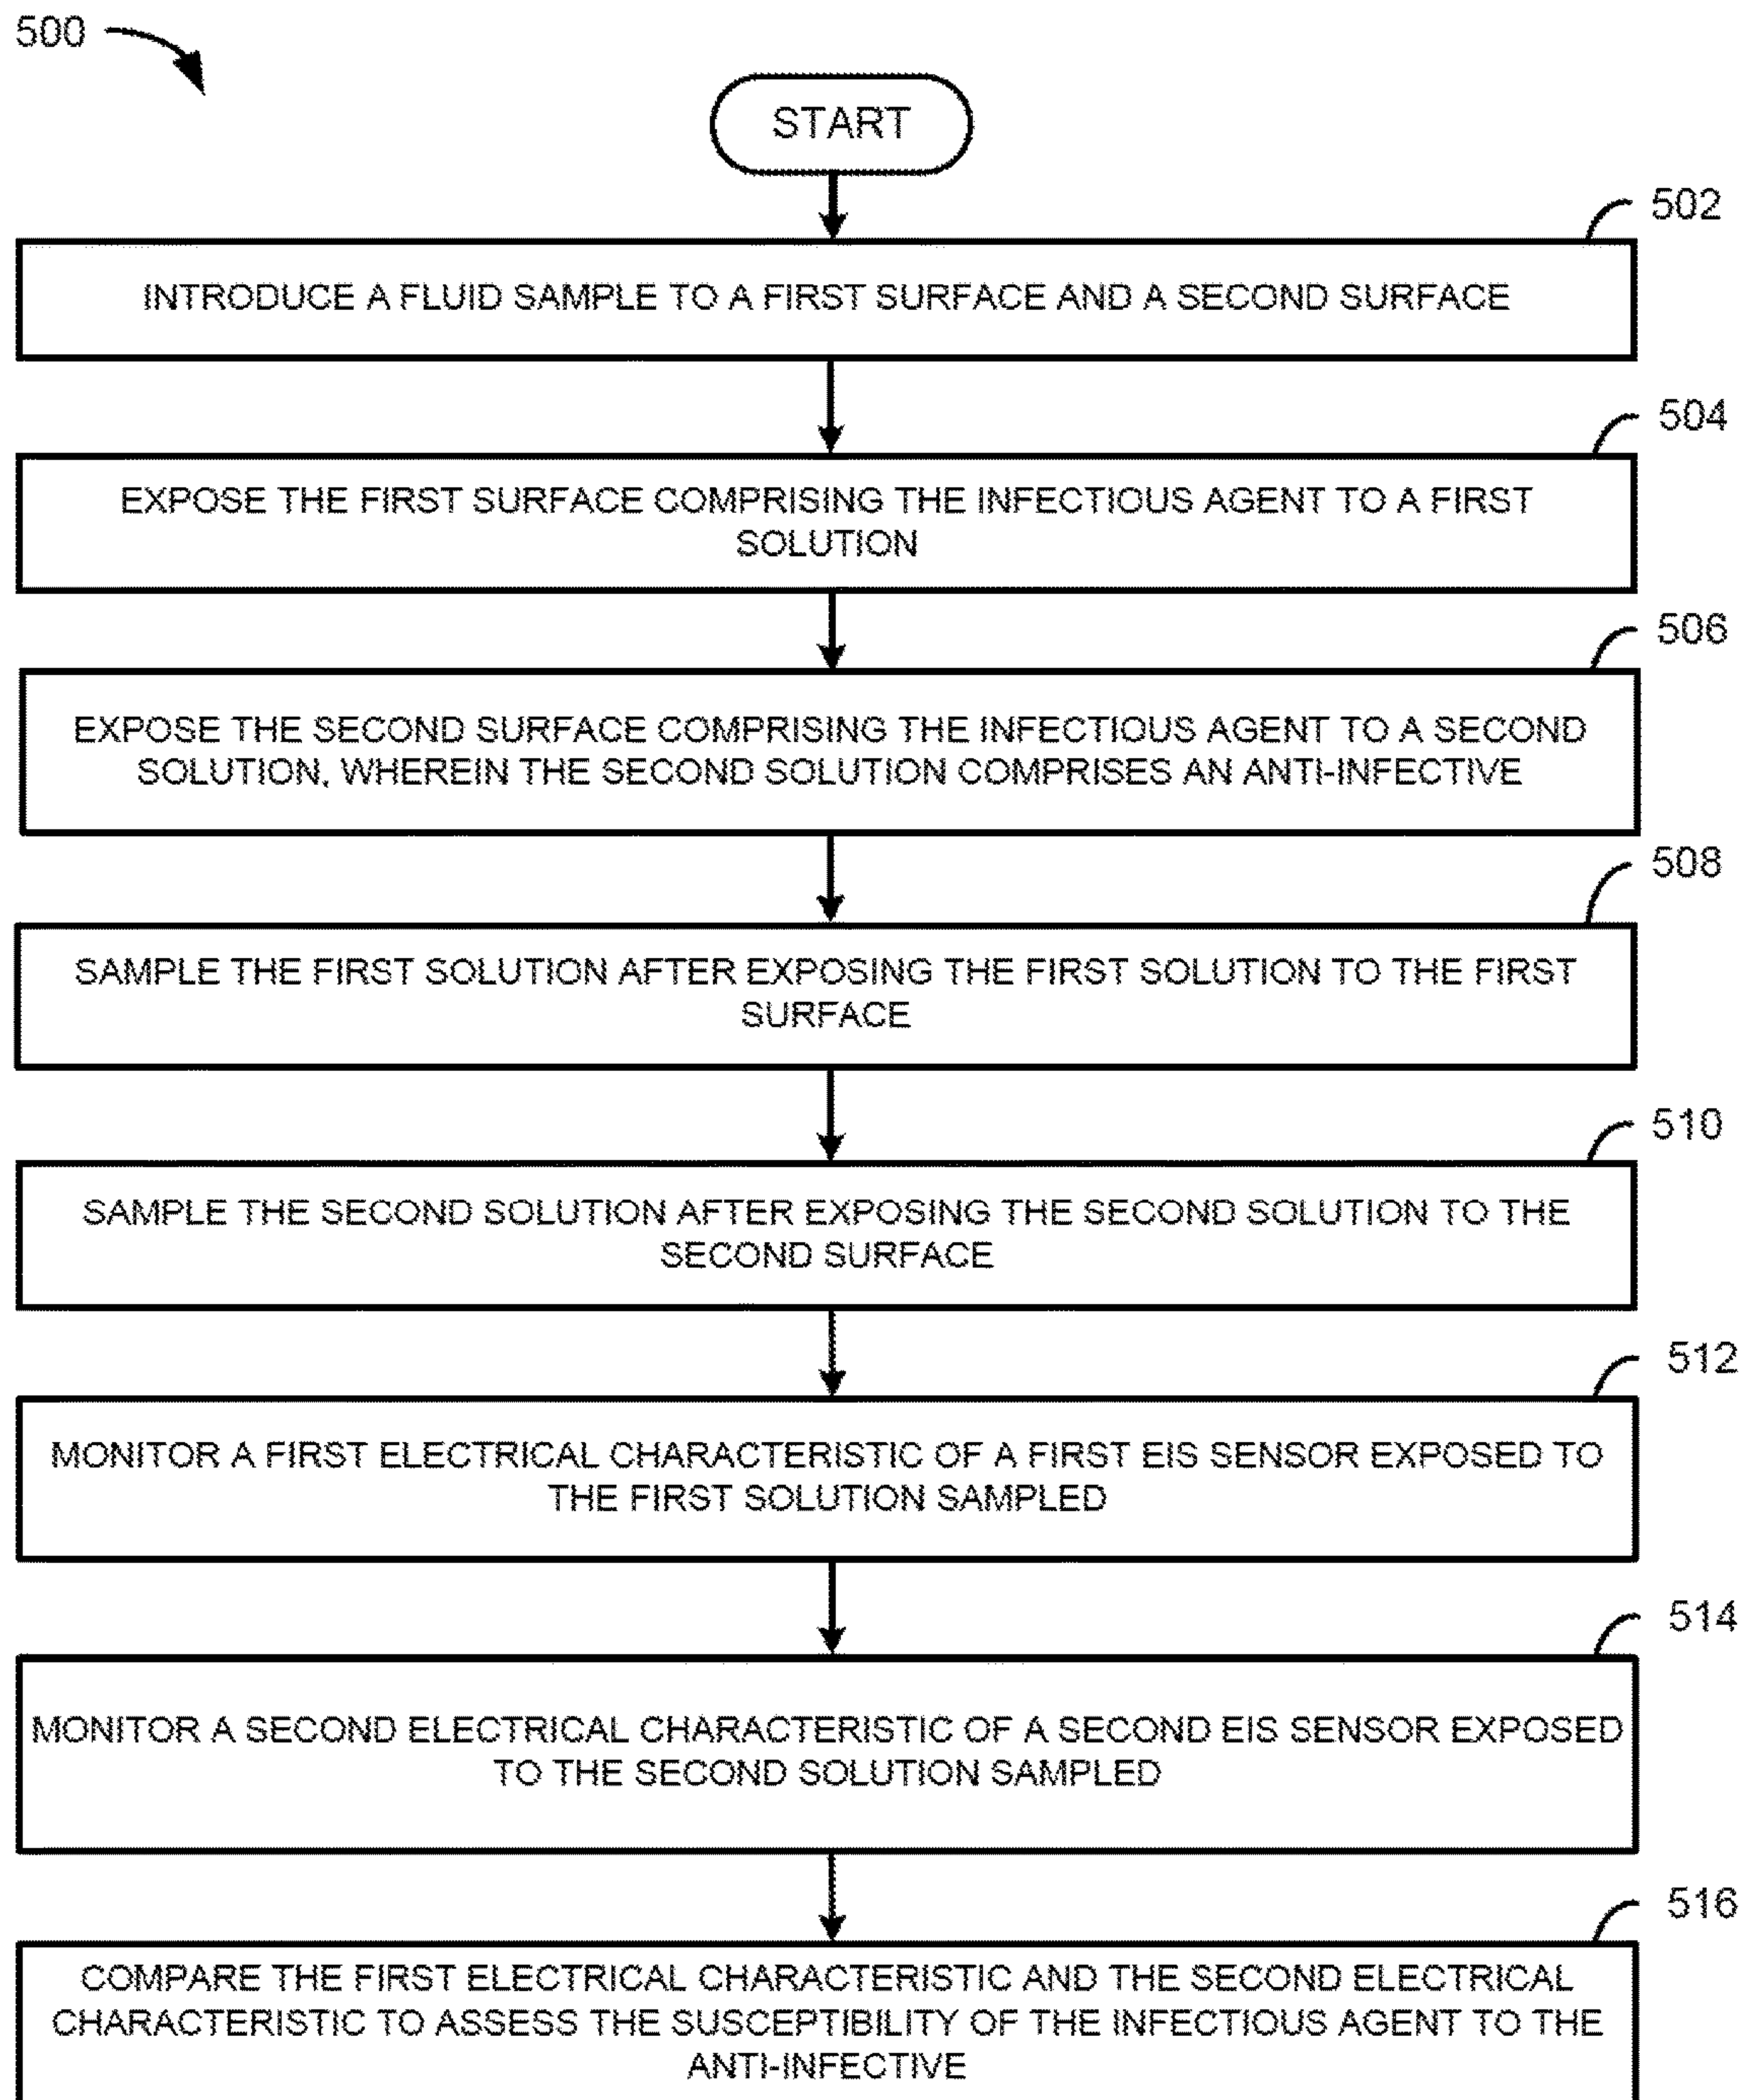 500
START
502
INTRODUCE A FLUID SAMPLE TO A FIRST SURFACE AND A SECOND SURFACE
504
EXPOSE THE FIRST SURFACE COMPRISING THE INFECTIOUS AGENT TO A FIRST
SOLUTION
506
EXPOSE THE SECOND SURFACE COMPRISING THE INFECTIOUS AGENT TO A SECOND
SOLUTION, WHEREIN THE SECOND SOLUTION COMPRISES AN ANTI-INFECTIVE
508
SAMPLE THE FIRST SOLUTION AFTER EXPOSING THE FIRST SOLUTION TO THE FIRST
SURFACE
510
SAMPLE THE SECOND SOLUTION AFTER EXPOSING THE SECOND SOLUTION TO THE
SECOND SURFACE
512
MONITOR A FIRST ELECTRICAL CHARACTERISTIC OF A FIRST EIS SENSOR EXPOSED TO
THE FIRST SOLUTION SAMPLED
514
MONITOR A SECOND ELECTRICAL CHARACTERISTIC OF A SECOND EIS SENSOR EXPOSED
TO THE SECOND SOLUTION SAMPLED
516
COMPARE THE FIRST ELECTRICAL CHARACTERISTIC AND THE SECOND ELECTRICAL
CHARACTERISTIC TO ASSESS THE SUSCEPTIBILITY OF THE INFECTIOUS AGENT TO THE
ANTI-INFECTIVE